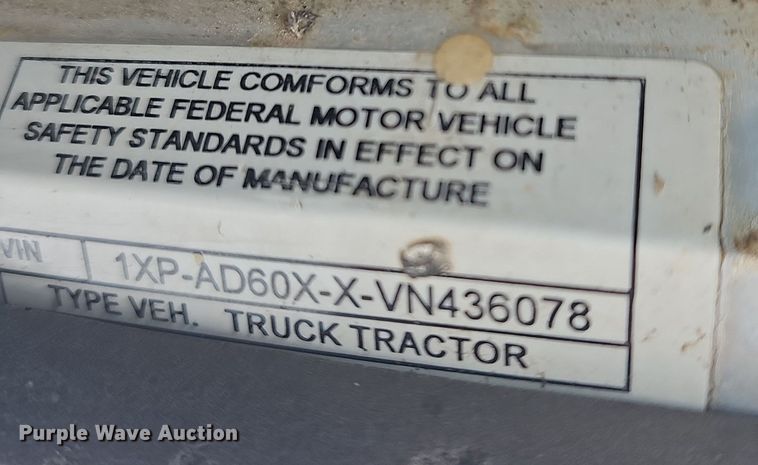 THIS VEHICLE COMFORMS TO ALL
APPLICABLE FEDERAL MOTOR VEHICLE
SAFETY STANDARDS IN EFFECT ON
THE DATE OF MANUFACTURE
VIN 1XP-AD60X-X-VN436078
TYPE VEH. TRUCK TRACTOR
Purple Wave Auction